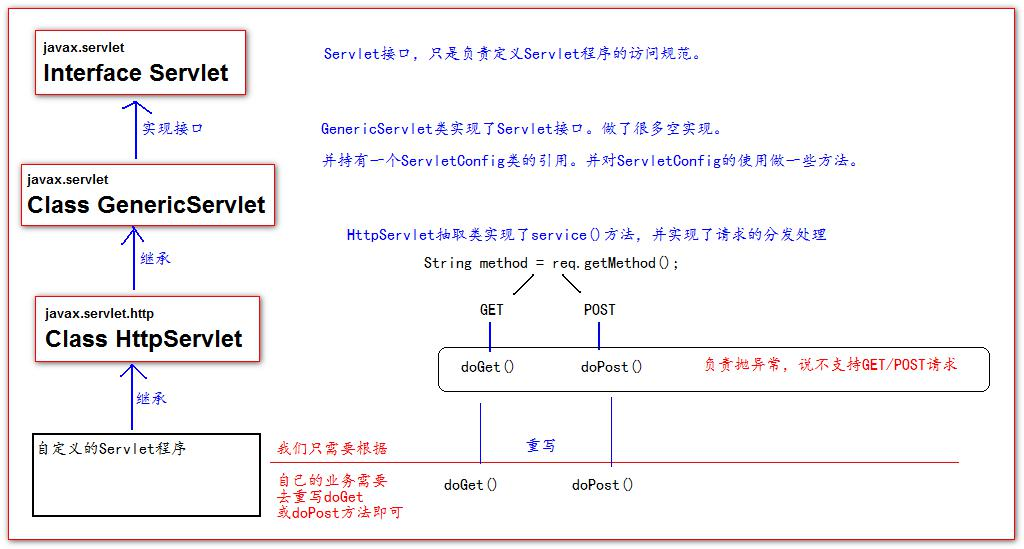 javax.servlet
Interface Servlet
Servlet接口，只是负责定义Servlet程序的访问规范。
实现接口
GenericServlet类实现了Servlet接口。做了很多空实现。
并持有一个ServletConfig类的引用。并对ServletConfig的使用做一些方法。
javax.servlet
Class GenericServlet
继承
HttpServlet抽取类实现了service()方法，并实现了请求的分发处理
String method = req.getMethod();
GET
POST
javax.servlet.http
Class HttpServlet
doGet()
doPost()
负责抛异常，说不支持GET/POST请求
继承
重写
自定义的Servlet程序
我们只需要根据
自己的业务需要
去重写doGet
或doPost方法即可
doGet()
doPost()